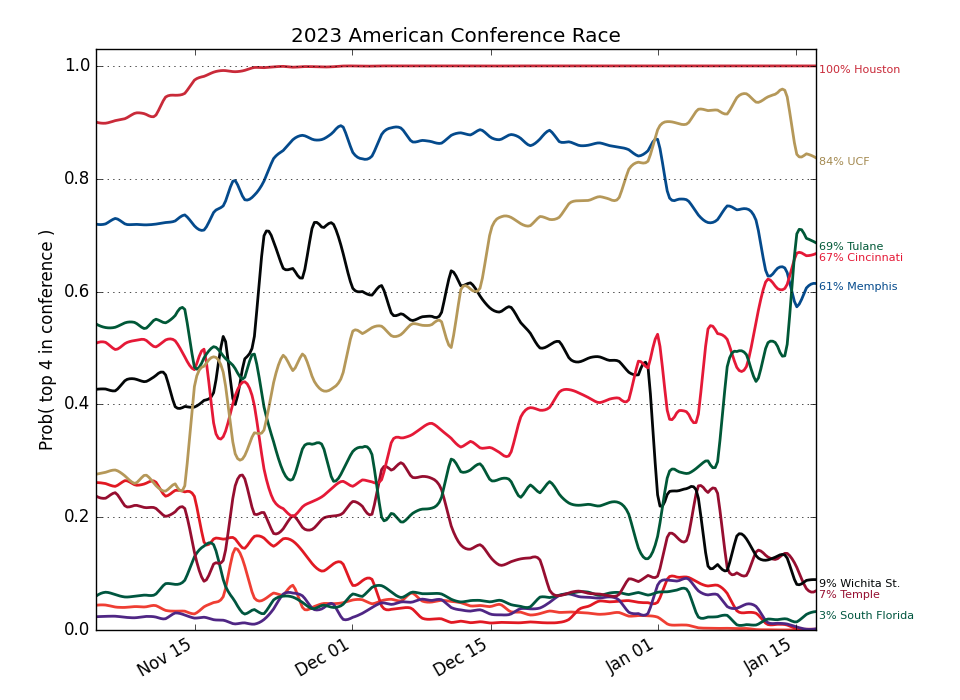 2023 American Conference Race
Prob( top 4 in conference )
1.0
0.8
0.6
0.4
0.2
0.0
Nov 15
Dec 01
Dec 15
Jan 01
Jan 15
100% Houston
84% UCF
69% Tulane
67% Cincinnati
61% Memphis
9% Wichita St.
7% Temple
3% South Florida